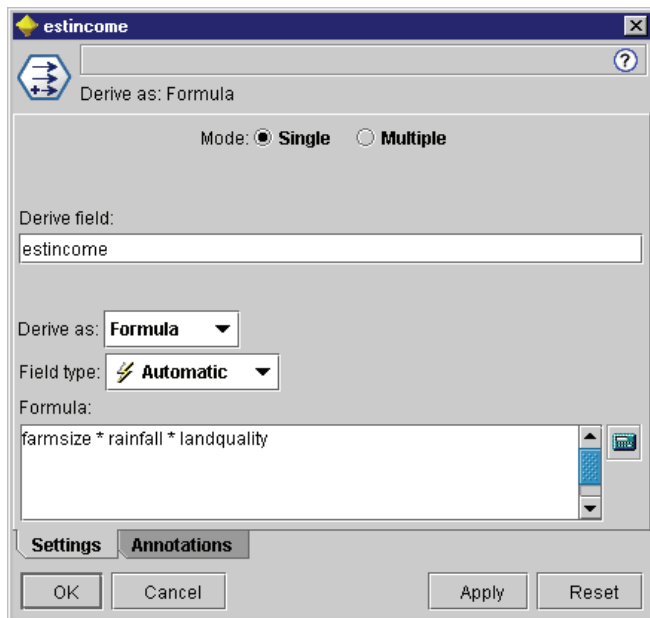 estincome
Derive as: Formula
Mode: Single Multiple
Derive field:
estincome
Derive as: Formula
Field type: Automatic
Formula:
farmsize * rainfall * landquality
Settings Annotations
OK Cancel Apply Reset